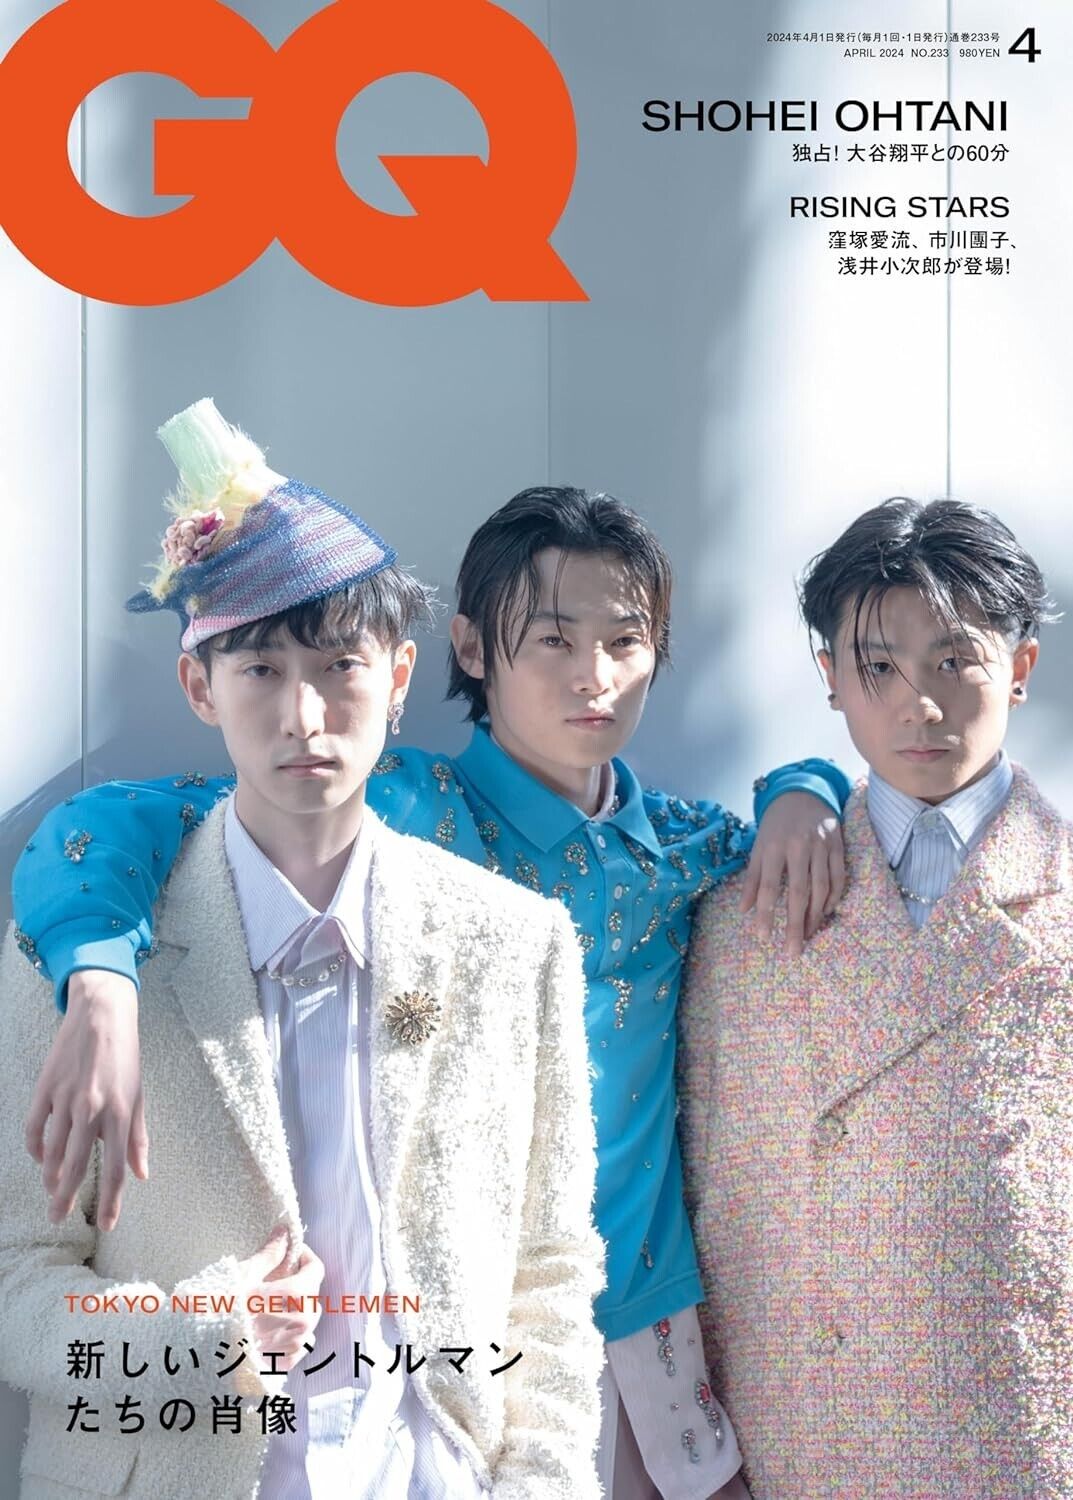 GQ
2024年4月1日発行(毎月1回・1日発行)通巻233号
APRIL 2024 NO.233 980YEN 4
SHOHEI OHTANI
独占! 大谷翔平との60分
RISING STARS
窪塚愛流、市川團子、
浅井小次郎が登場!
TOKYO NEW GENTLEMEN
新しいジェントルマン
たちの肖像